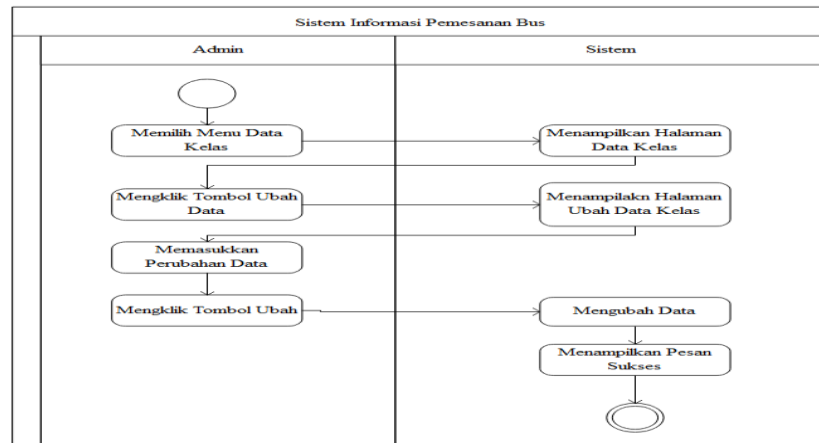 Sistem Informasi Pemesanan Bus
Admin
Sistem
Memilih Menu Data
Kelas
Menampilkan Halaman
Data Kelas
Mengklik Tombol Ubah
Data
Menampilakn Halaman
Ubah Data Kelas
Memasukkan
Perubahan Data
Mengklik Tombol Ubah
Mengubah Data
Menampilkan Pesan
Sukses